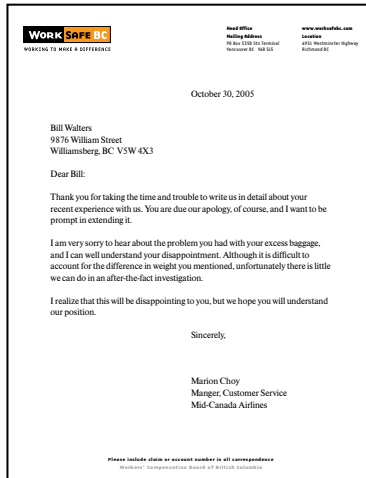 WORK SAFE BC
WORKING TO MAKE A DIFFERENCE
Head Office
Mailing Address
PO Box 5350 Stn Terminal
Vancouver BC V6B 5L5
www.worksafebc.com
Location
6951 Westminster Highway
Richmond BC
October 30, 2005
Bill Walters
9876 William Street
Williamsberg, BC V5W 4X3
Dear Bill:
Thank you for taking the time and trouble to write us in detail about your
recent experience with us. You are due our apology, of course, and I want to be
prompt in extending it.
I am very sorry to hear about the problem you had with your excess baggage,
and I can well understand your disappointment. Although it is difficult to
account for the difference in weight you mentioned, unfortunately there is little
we can do in an after-the-fact investigation.
I realize that this will be disappointing to you, but we hope you will understand
our position.
Sincerely,
Marion Choy
Manger, Customer Service
Mid-Canada Airlines
Please include claim or account number in all correspondence
Workers' Compensation Board of British Columbia